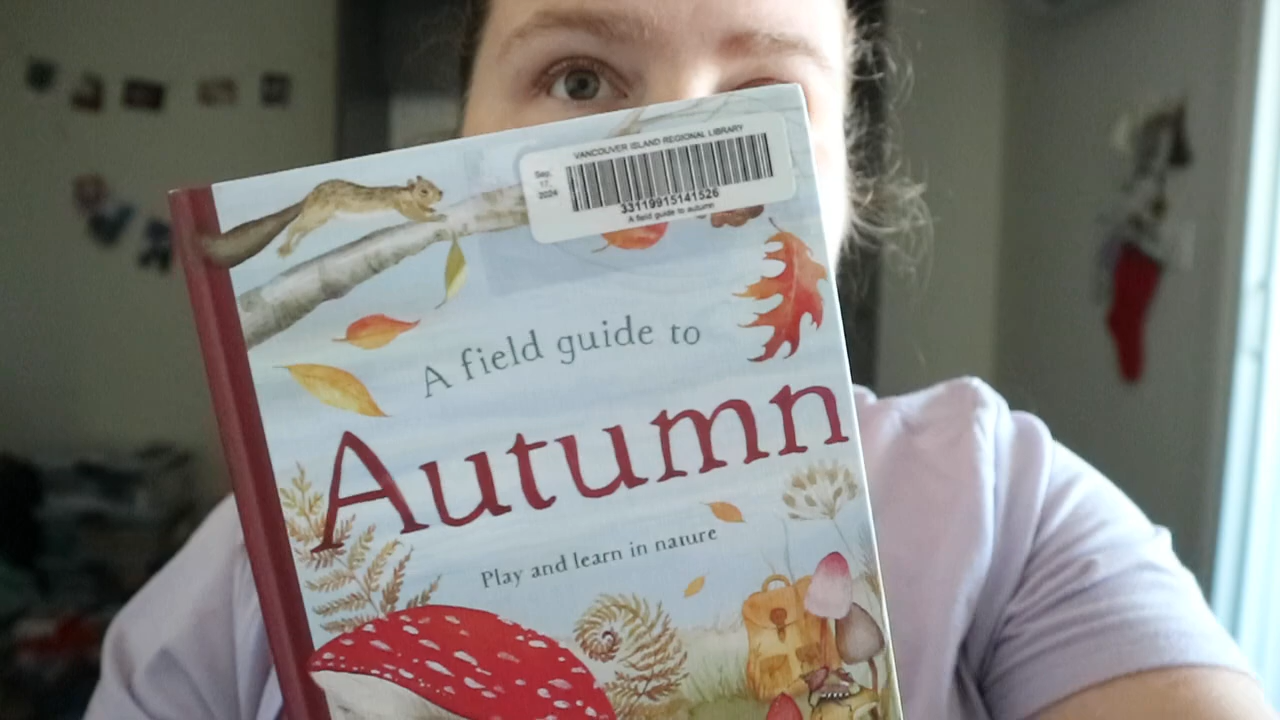 VANCOUVER ISLAND REGIONAL LIBRARY
Sep.
17,
2024
33119915141526
A field guide to autumn
A field guide to
Autumn
Play and learn in nature